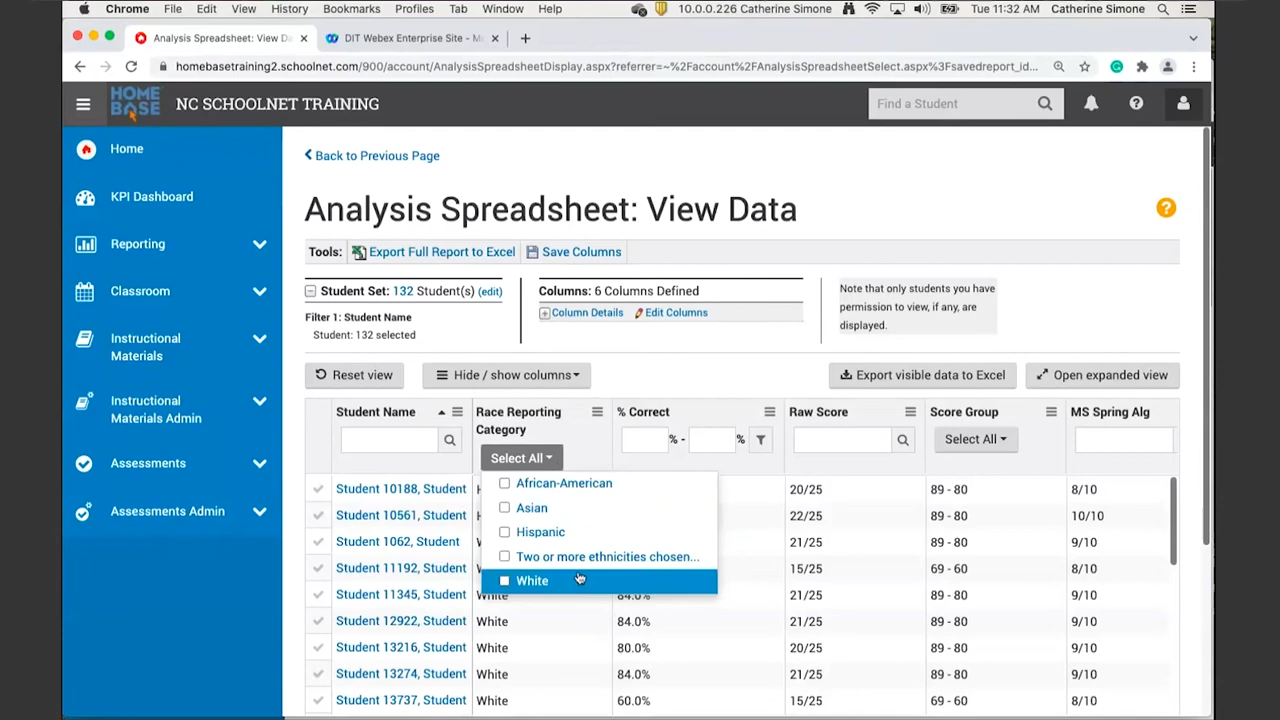 Chrome File Edit View History Bookmarks Profiles Tab Window Help 10.0.0.226 Catherine Simone Tue 11:32 AM Catherine Simone
Analysis Spreadsheet: View Da
DIT Webex Enterprise Site - M
homebasetraining2.schoolnet.com/900/account/AnalysisSpreadsheetDisplay.aspx?referrer=~%2Faccount%2FAnalysisSpreadsheetSelect.aspx%3Fsavedreport_id...
HOME
BASE
NC SCHOOLNET TRAINING
Find a Student
Home
KPI Dashboard
Reporting
Classroom
Instructional
Materials
Instructional
Materials Admin
Assessments
Assessments Admin
Back to Previous Page
Analysis Spreadsheet: View Data
Tools: Export Full Report to Excel Save Columns
Student Set: 132 Student(s) (edit)
Filter 1: Student Name
Student: 132 selected
Columns: 6 Columns Defined
Column Details Edit Columns
Note that only students you have
permission to view, if any, are
displayed.
Reset view Hide / show columns Export visible data to Excel Open expanded view
Student Name Race Reporting Category % Correct Raw Score Score Group MS Spring Alg
% - %
Select All Select All
African-American
Asian
Hispanic
Two or more ethnicities chosen...
White
Student 10188, Student 20/25 89 - 80 8/10
Student 10561, Student 22/25 89 - 80 10/10
Student 1062, Student 21/25 89 - 80 9/10
Student 11192, Student 15/25 69 - 60 8/10
Student 11345, Student White 84.0% 21/25 89 - 80 9/10
Student 12922, Student White 84.0% 21/25 89 - 80 9/10
Student 13216, Student White 80.0% 20/25 89 - 80 9/10
Student 13274, Student White 84.0% 21/25 89 - 80 9/10
Student 13737, Student White 60.0% 15/25 69 - 60 8/10